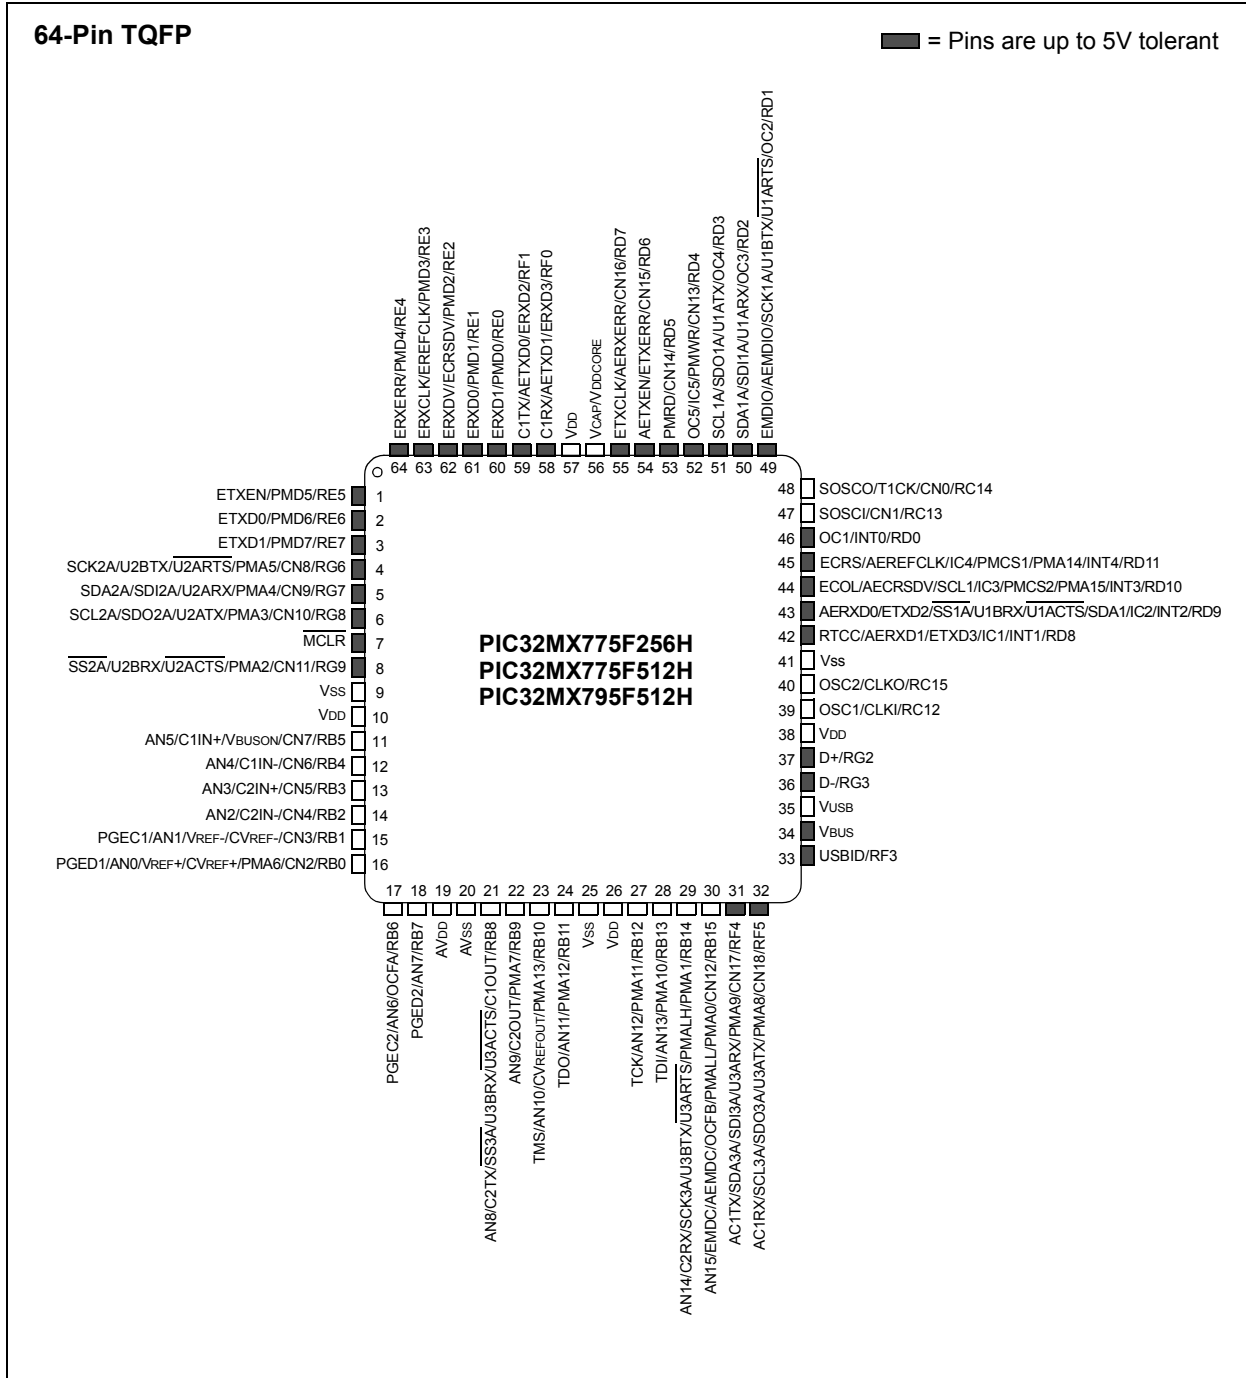 64-Pin TQFP
= Pins are up to 5V tolerant
ERXERR/PMD4/RE4
ERXCLK/EREFCLK/PMD3/RE3
ERXDV/ECRSDV/PMD2/RE2
ERXD0/PMD1/RE1
ERXD1/PMD0/RE0
C1TX/AETXD0/ERXD2/RF1
C1RX/AETXD1/ERXD3/RF0
VDD
VCAP/VDDCORE
ETXCLK/AERXERR/CN16/RD7
AETXEN/ETXERR/CN15/RD6
PMRD/CN14/RD5
OC5/IC5/PMWR/CN13/RD4
SCL1A/SDO1A/U1ATX/OC4/RD3
SDA1A/SDI1A/U1ARX/OC3/RD2
EMDIO/AEMDIO/SCK1A/U1BTX/U1ARTS/OC2/RD1
64 63 62 61 60 59 58 57 56 55 54 53 52 51 50 49
ETXEN/PMD5/RE5 1
ETXD0/PMD6/RE6 2
ETXD1/PMD7/RE7 3
SCK2A/U2BTX/U2ARTS/PMA5/CN8/RG6 4
SDA2A/SDI2A/U2ARX/PMA4/CN9/RG7 5
SCL2A/SDO2A/U2ATX/PMA3/CN10/RG8 6
MCLR 7
SS2A/U2BRX/U2ACTS/PMA2/CN11/RG9 8
VSS 9
VDD 10
AN5/C1IN+/VBUSON/CN7/RB5 11
AN4/C1IN-/CN6/RB4 12
AN3/C2IN+/CN5/RB3 13
AN2/C2IN-/CN4/RB2 14
PGEC1/AN1/VREF-/CVREF-/CN3/RB1 15
PGED1/AN0/VREF+/CVREF+/PMA6/CN2/RB0 16
PIC32MX775F256H
PIC32MX775F512H
PIC32MX795F512H
48 SOSCO/T1CK/CN0/RC14
47 SOSCI/CN1/RC13
46 OC1/INT0/RD0
45 ECRS/AEREFCLK/IC4/PMCS1/PMA14/INT4/RD11
44 ECOL/AECRSDV/SCL1/IC3/PMCS2/PMA15/INT3/RD10
43 AERXD0/ETXD2/SS1A/U1BRX/U1ACTS/SDA1/IC2/INT2/RD9
42 RTCC/AERXD1/ETXD3/IC1/INT1/RD8
41 Vss
40 OSC2/CLKO/RC15
39 OSC1/CLKI/RC12
38 VDD
37 D+/RG2
36 D-/RG3
35 VUSB
34 VBUS
33 USBID/RF3
17 18 19 20 21 22 23 24 25 26 27 28 29 30 31 32
PGEC2/AN6/OCFA/RB6
PGED2/AN7/RB7
AVDD
AVSS
AN8/C2TX/SS3A/U3BRX/U3ACTS/C1OUT/RB8
AN9/C2OUT/PMA7/RB9
TMS/AN10/CVREFOUT/PMA13/RB10
TDO/AN11/PMA12/RB11
VSS
VDD
TCK/AN12/PMA11/RB12
TDI/AN13/PMA10/RB13
AN14/C2RX/SCK3A/U3BTX/U3ARTS/PMALH/PMA1/RB14
AN15/EMDC/AEMDC/OCFB/PMALL/PMA0/CN12/RB15
AC1TX/SDA3A/SDI3A/U3ARX/PMA9/CN17/RF4
AC1RX/SCL3A/SDO3A/U3ATX/PMA8/CN18/RF5